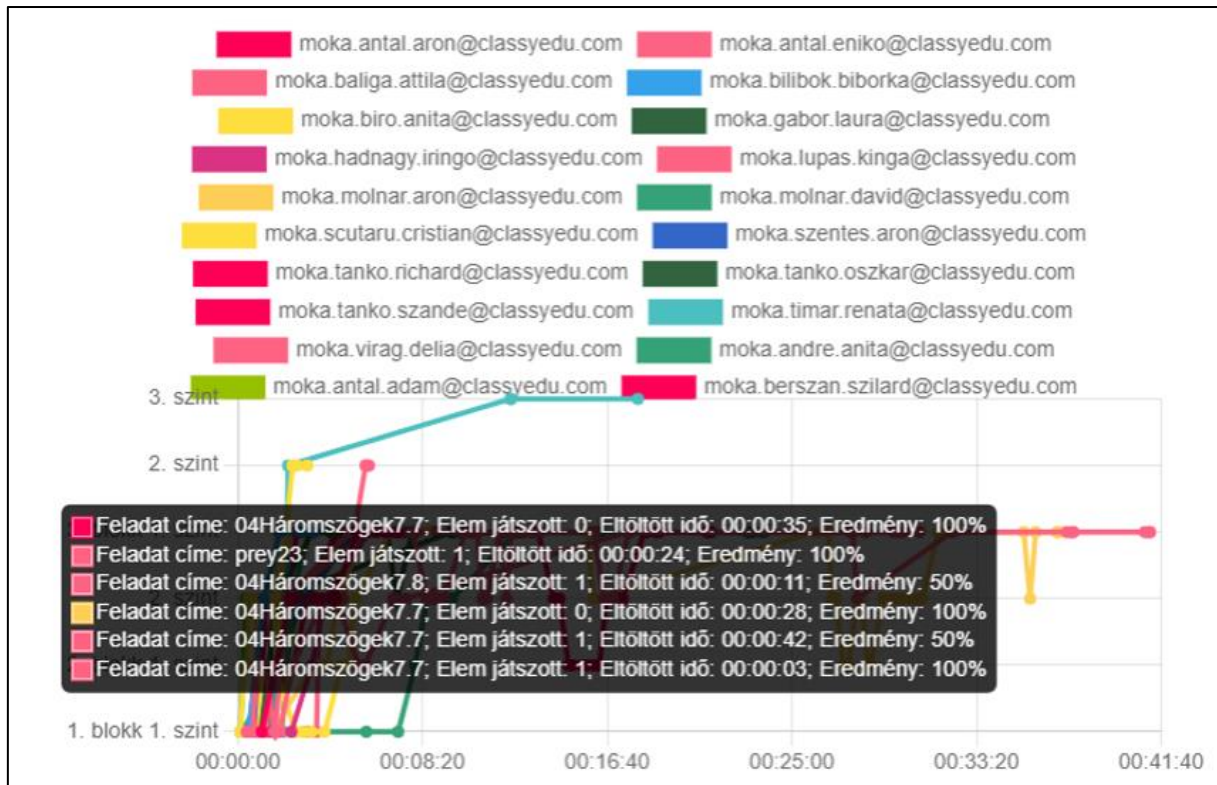 moka.antal.aron@classyedu.com moka.antal.eniko@classyedu.com
moka.baliga.attila@classyedu.com moka.bilibok.biborka@classyedu.com
moka.biro.anita@classyedu.com moka.gabor.laura@classyedu.com
moka.hadnagy.iringo@classyedu.com moka.lupas.kinga@classyedu.com
moka.molnar.aron@classyedu.com moka.molnar.david@classyedu.com
moka.scutaru.cristian@classyedu.com moka.szentes.aron@classyedu.com
moka.tanko.richard@classyedu.com moka.tanko.oszkar@classyedu.com
moka.tanko.szande@classyedu.com moka.timar.renata@classyedu.com
moka.virag.delia@classyedu.com moka.andre.anita@classyedu.com
moka.antal.adam@classyedu.com moka.berszan.szilard@classyedu.com
3. szint
2. szint
Feladat címe: 04Háromszögek7.7; Elem játszott: 0; Eltöltött idõ: 00:00:35; Eredmény: 100%
Feladat címe: prey23; Elem játszott: 1; Eltöltött idõ: 00:00:24; Eredmény: 100%
Feladat címe: 04Háromszögek7.8; Elem játszott: 1; Eltöltött idõ: 00:00:11; Eredmény: 50%
Feladat címe: 04Háromszögek7.7; Elem játszott: 0; Eltöltött idõ: 00:00:28; Eredmény: 100%
Feladat címe: 04Háromszögek7.7; Elem játszott: 1; Eltöltött idõ: 00:00:42; Eredmény: 50%
Feladat címe: 04Háromszögek7.7; Elem játszott: 1; Eltöltött idõ: 00:00:03; Eredmény: 100%
1. blokk 1. szint
00:00:00 00:08:20 00:16:40 00:25:00 00:33:20 00:41:40